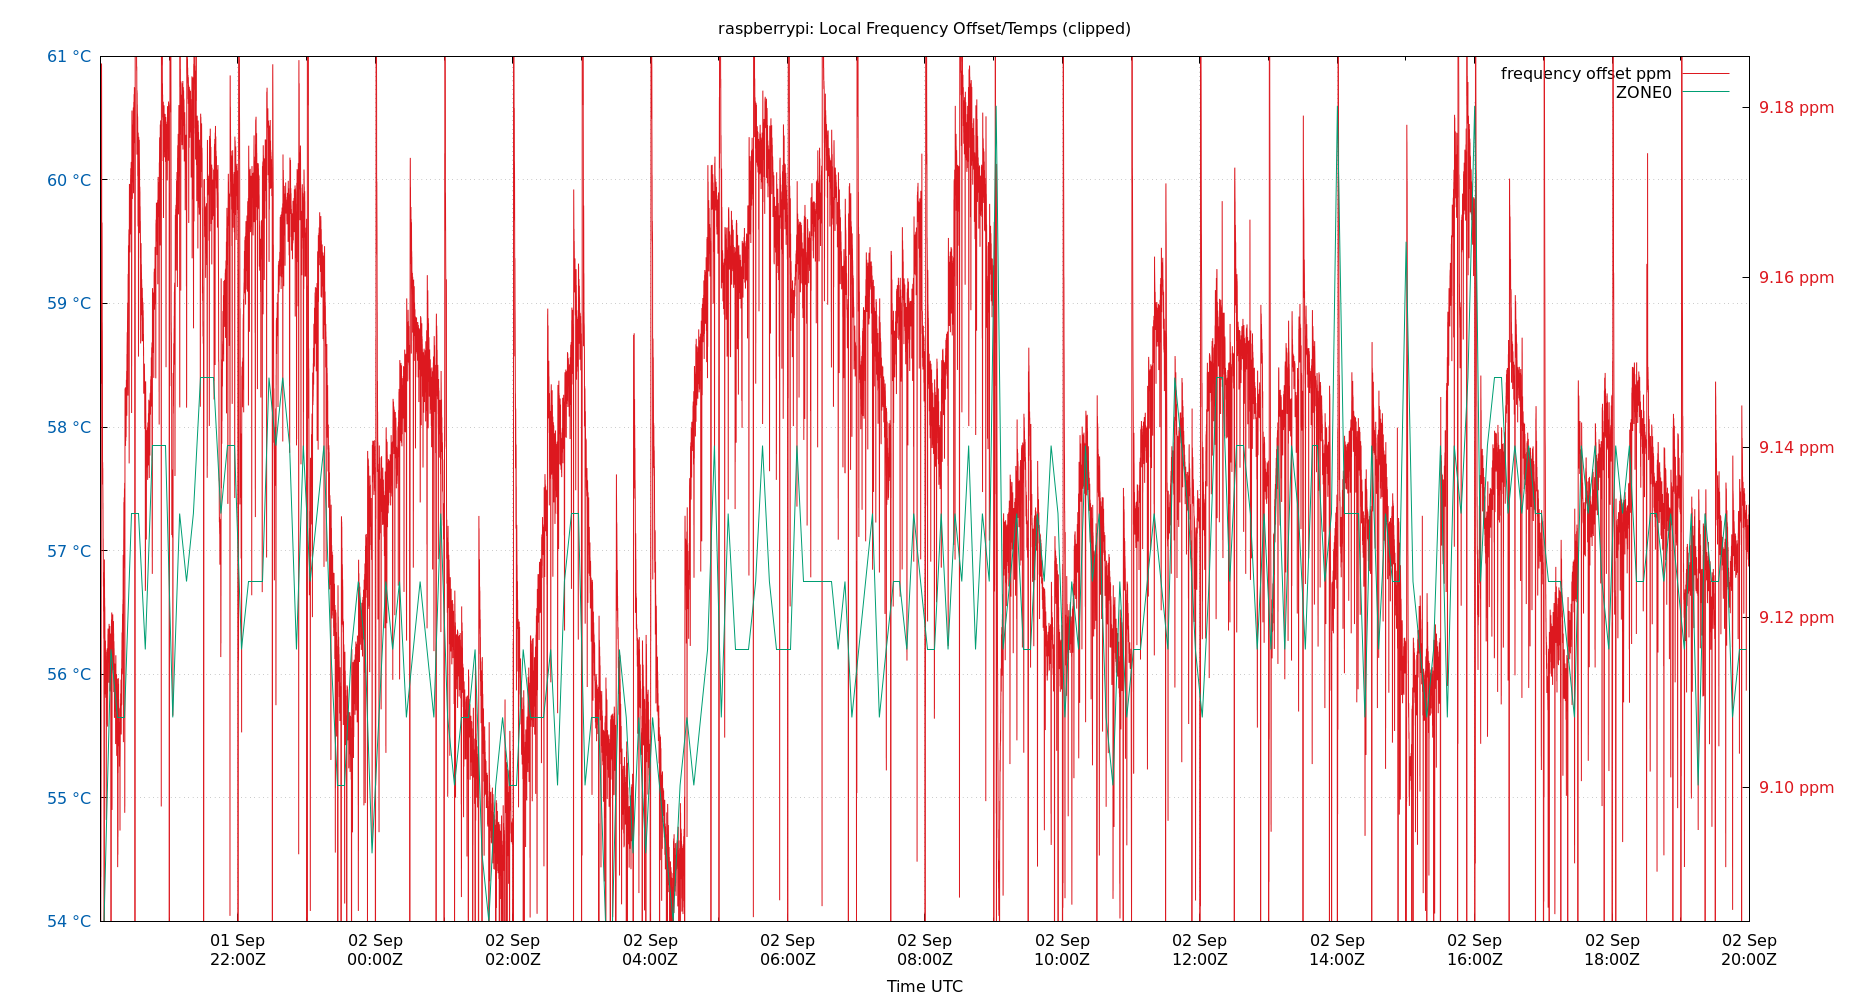 raspberrypi: Local Frequency Offset/Temps (clipped)
61 °C
60 °C
59 °C
58 °C
57 °C
56 °C
55 °C
54 °C
frequency offset ppm
ZONE0
9.18 ppm
9.16 ppm
9.14 ppm
9.12 ppm
9.10 ppm
01 Sep 02 Sep 02 Sep 02 Sep 02 Sep 02 Sep 02 Sep 02 Sep 02 Sep 02 Sep 02 Sep 02 Sep
22:00Z 00:00Z 02:00Z 04:00Z 06:00Z 08:00Z 10:00Z 12:00Z 14:00Z 16:00Z 18:00Z 20:00Z
Time UTC